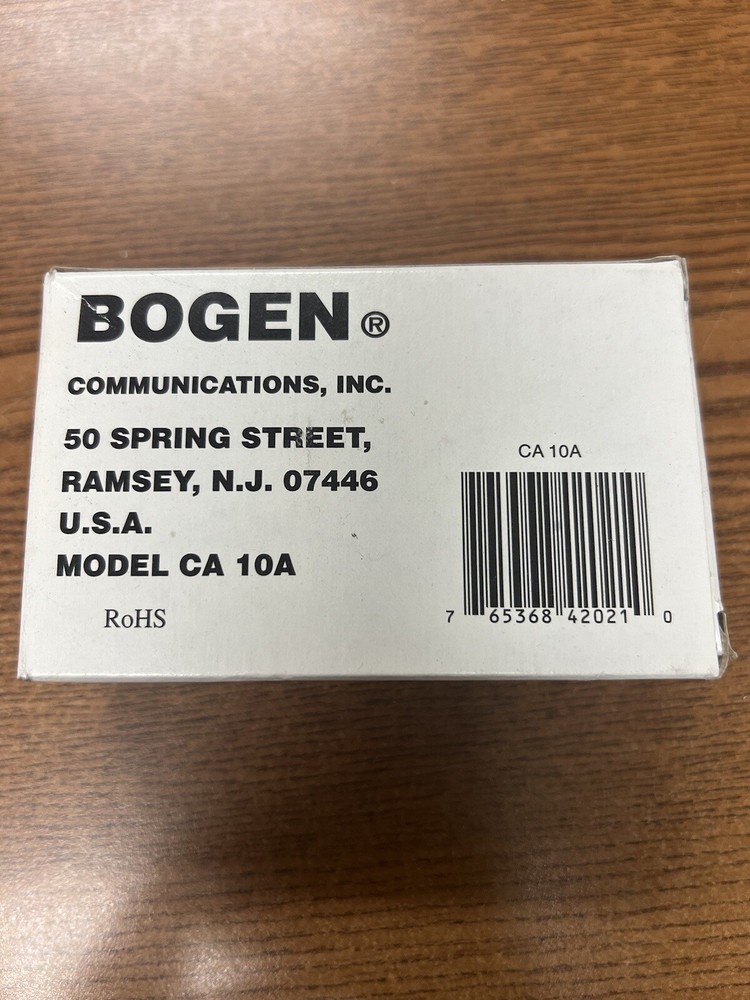 BOGEN ®
COMMUNICATIONS, INC.
50 SPRING STREET,
RAMSEY, N.J. 07446
U.S.A.
MODEL CA 10A
RoHS
CA 10A
7 65368 42021 0